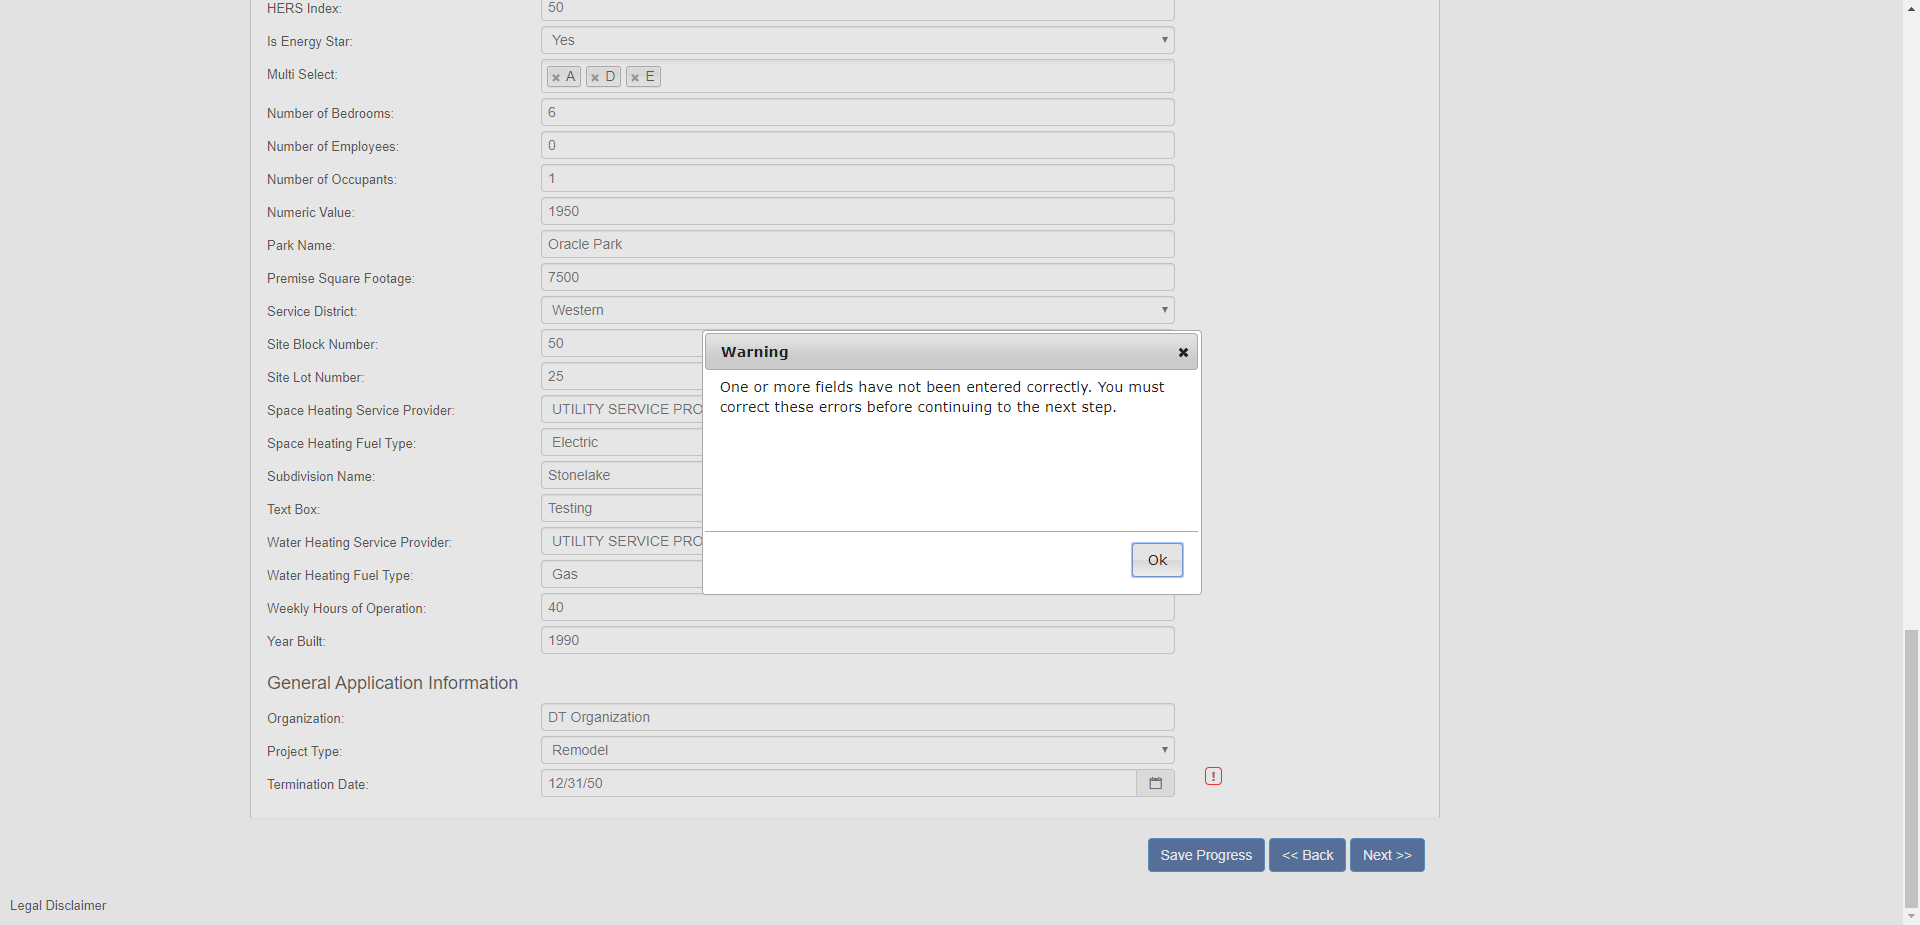 HERS Index: 50
Is Energy Star: Yes
Multi Select: × A × D × E
Number of Bedrooms: 6
Number of Employees: 0
Number of Occupants: 1
Numeric Value: 1950
Park Name: Oracle Park
Premise Square Footage: 7500
Service District: Western
Site Block Number: 50
Site Lot Number: 25
Space Heating Service Provider: UTILITY SERVICE PRO
Space Heating Fuel Type: Electric
Subdivision Name: Stonelake
Text Box: Testing
Water Heating Service Provider: UTILITY SERVICE PRO
Water Heating Fuel Type: Gas
Weekly Hours of Operation: 40
Year Built: 1990
Warning
One or more fields have not been entered correctly. You must
correct these errors before continuing to the next step.
Ok
General Application Information
Organization: DT Organization
Project Type: Remodel
Termination Date: 12/31/50
!
Save Progress << Back Next >>
Legal Disclaimer